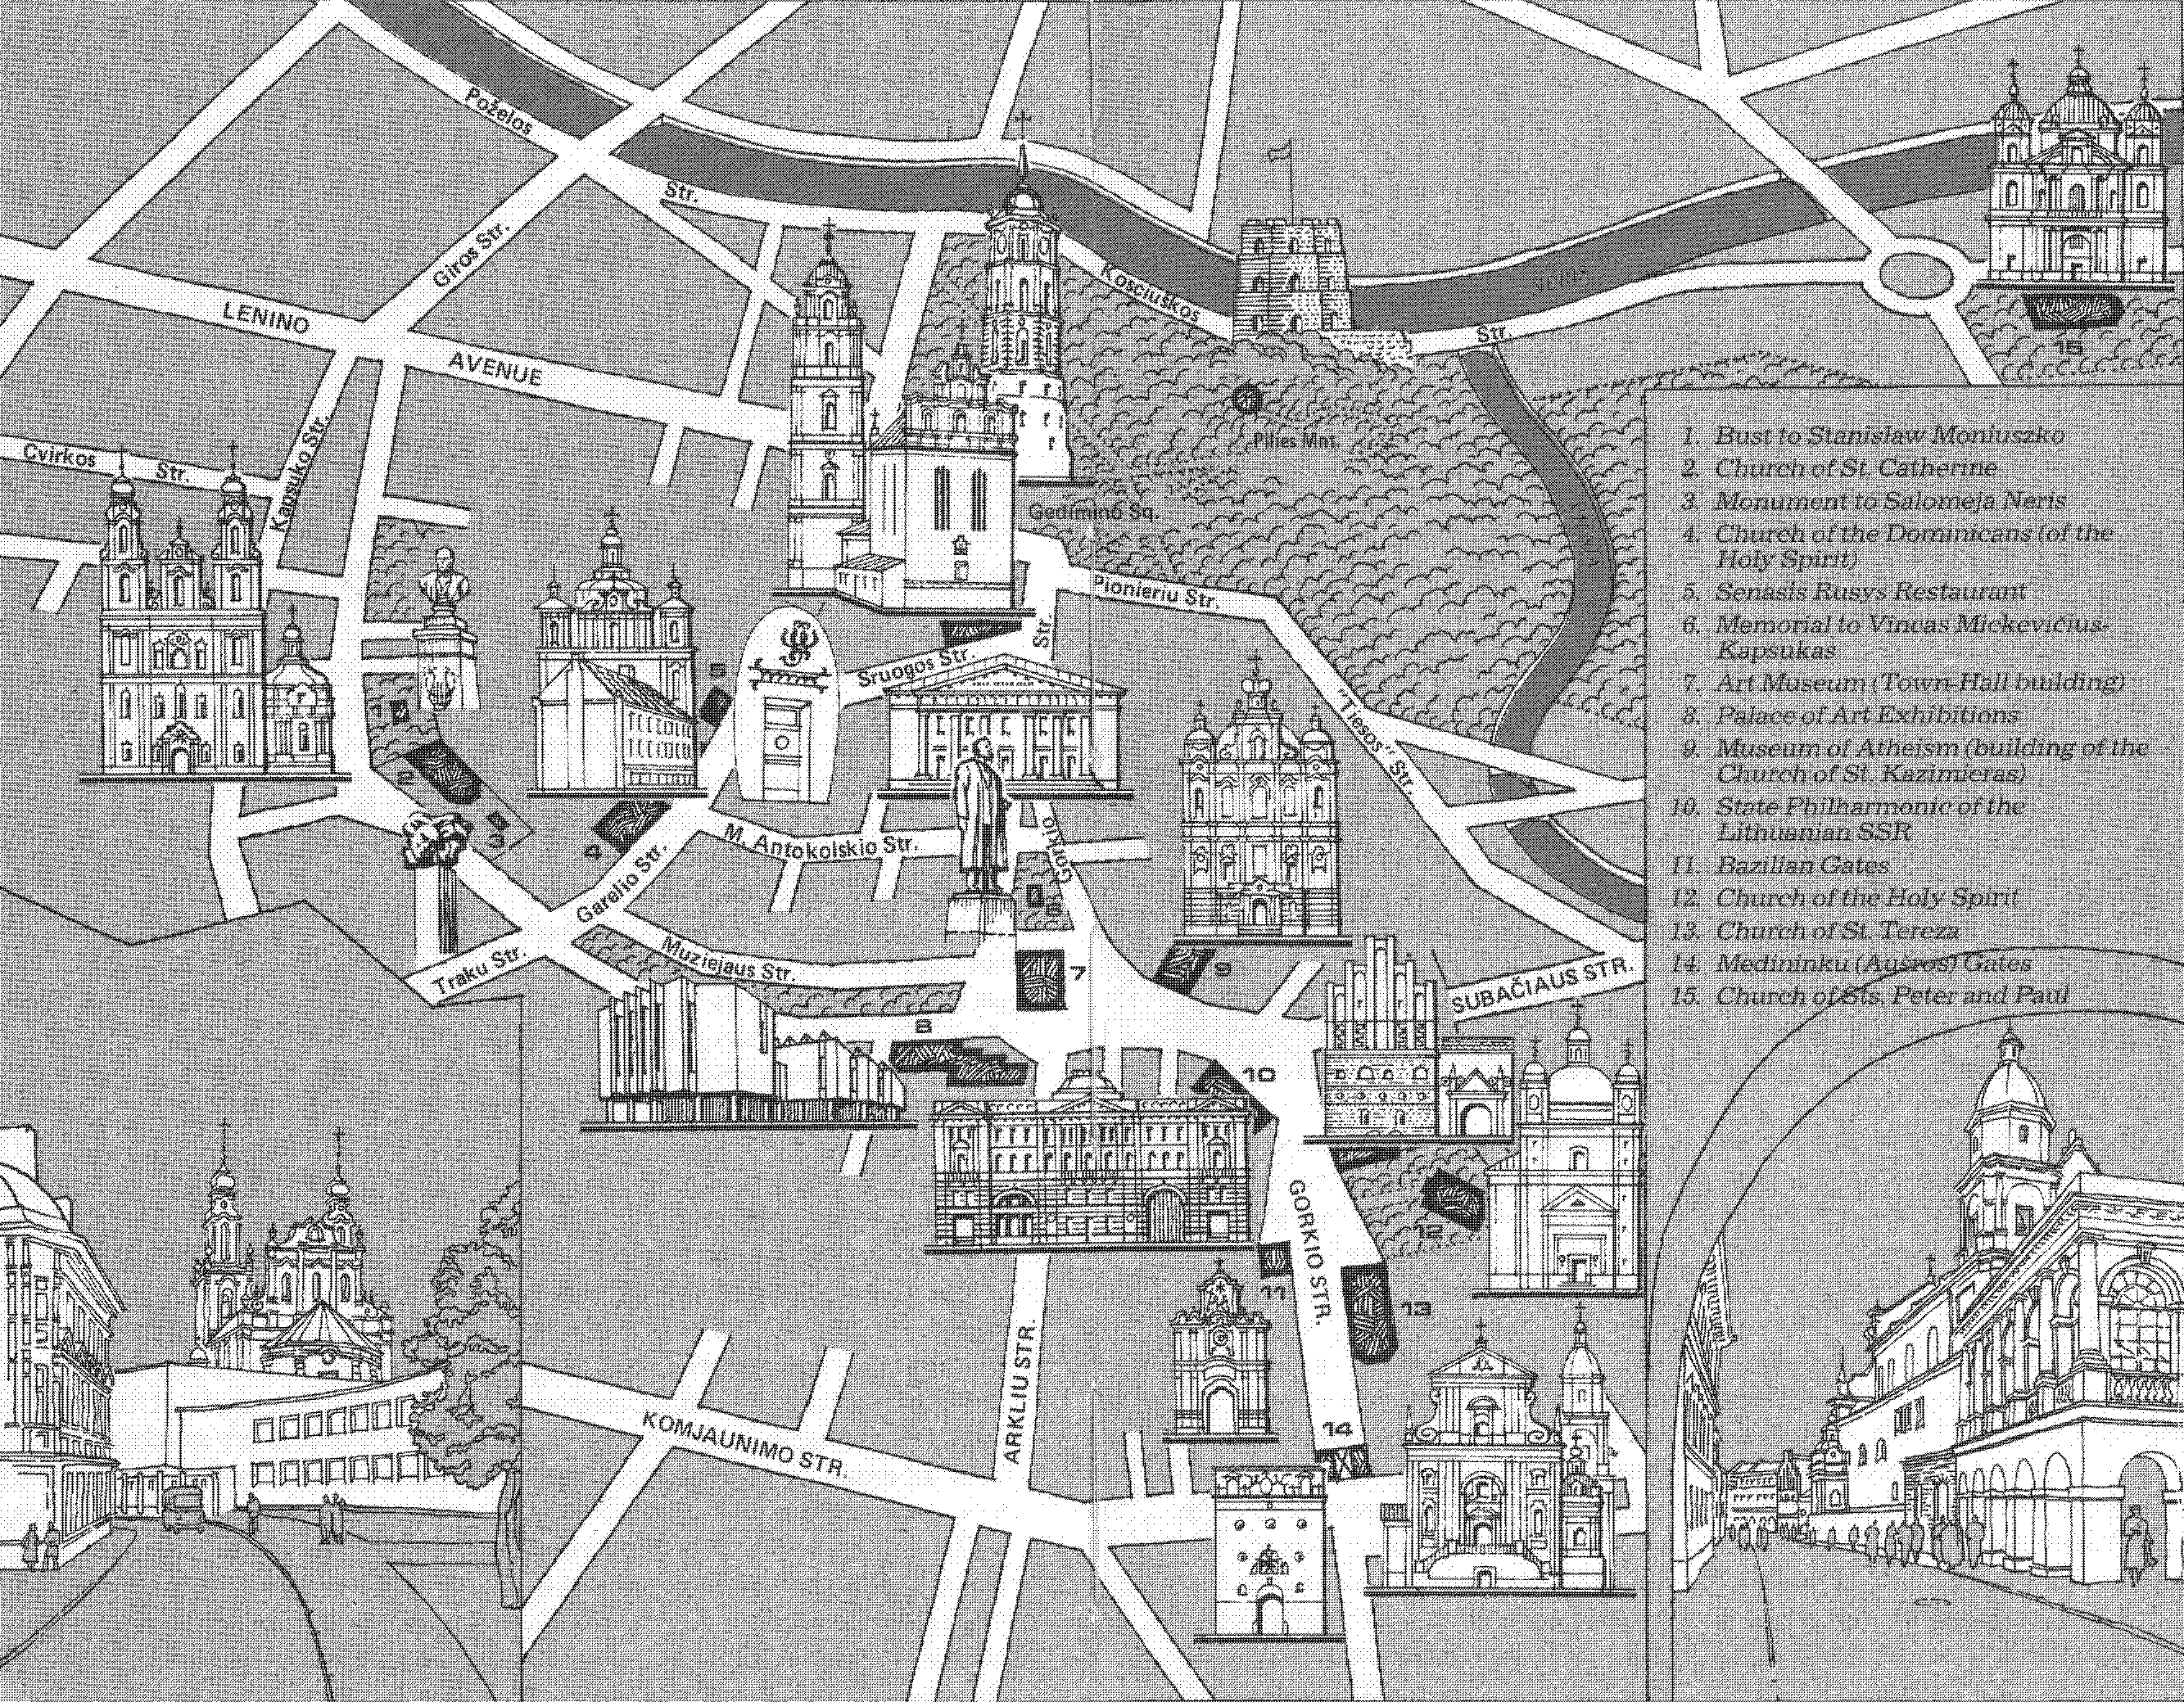 Poželos
Str.
Giros Str.
LENINO
AVENUE
Kosciuškos
Str.
NERIS
15
Pilies Mnt.
Cvirkos Str.
Kapsuko Str.
Gedimino Sq.
Pionieriu Str.
Str.
Sruogos Str.
"Tiesos" Str.
1
2
3
4
5
M. Antokolskio Str.
Gorkio
6
Garelio Str.
Traku Str.
Muziejaus Str.
7
8
9
SUBAČIAUS STR.
10
GORKIO STR.
11
12
13
14
ARKLIU STR.
KOMJAUNIMO STR.
1. Bust to Stanisław Moniuszko
2. Church of St. Catherine
3. Monument to Salomeja Neris
4. Church of the Dominicans (of the
Holy Spirit)
5. Senasis Rusys Restaurant
6. Memorial to Vincas Mickevičius-
Kapsukas
7. Art Museum (Town-Hall building)
8. Palace of Art Exhibitions
9. Museum of Atheism (building of the
Church of St. Kazimieras)
10. State Philharmonic of the
Lithuanian SSR
11. Bazilian Gates
12. Church of the Holy Spirit
13. Church of St. Tereza
14. Medininku (Aušros) Gates
15. Church of Sts. Peter and Paul